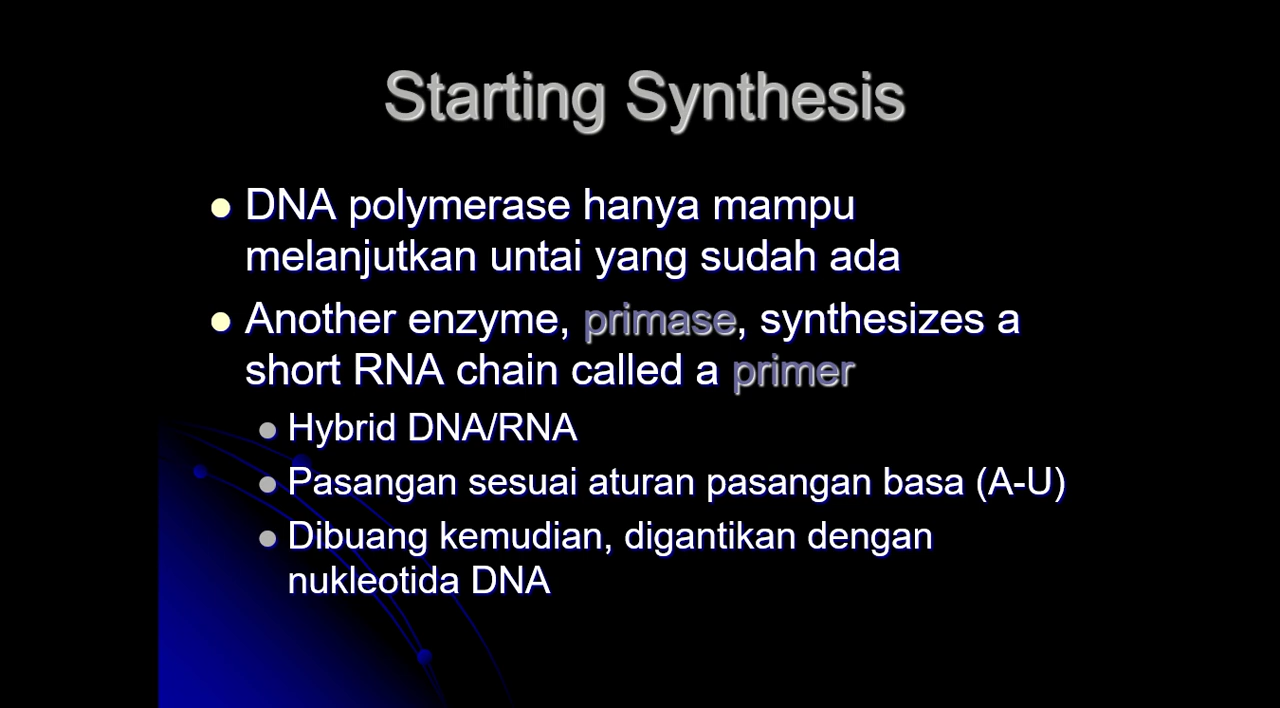 Starting Synthesis
DNA polymerase hanya mampu
melanjutkan untai yang sudah ada
Another enzyme, primase, synthesizes a
short RNA chain called a primer
Hybrid DNA/RNA
Pasangan sesuai aturan pasangan basa (A-U)
Dibuang kemudian, digantikan dengan
nukleotida DNA